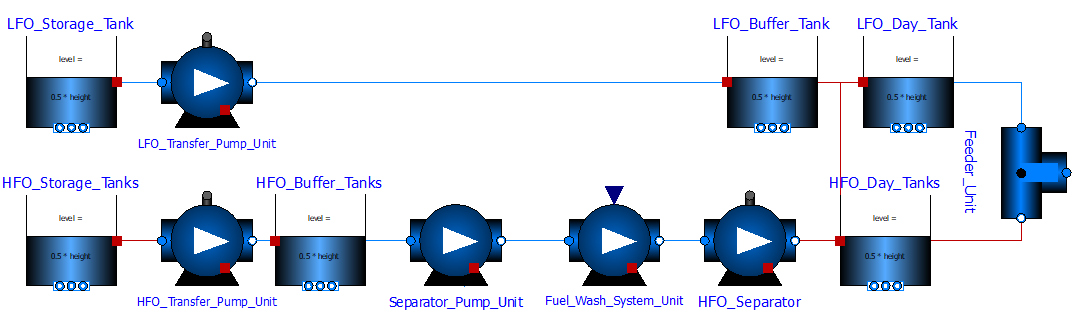 LFO_Storage_Tank
LFO_Buffer_Tank
LFO_Day_Tank
level =
level =
level =
0.5 * height
0.5 * height
0.5 * height
LFO_Transfer_Pump_Unit
Feeder_Unit
HFO_Storage_Tanks
HFO_Buffer_Tanks
HFO_Day_Tanks
level =
level =
level =
0.5 * height
0.5 * height
0.5 * height
HFO_Transfer_Pump_Unit
Separator_Pump_Unit
Fuel_Wash_System_Unit
HFO_Separator